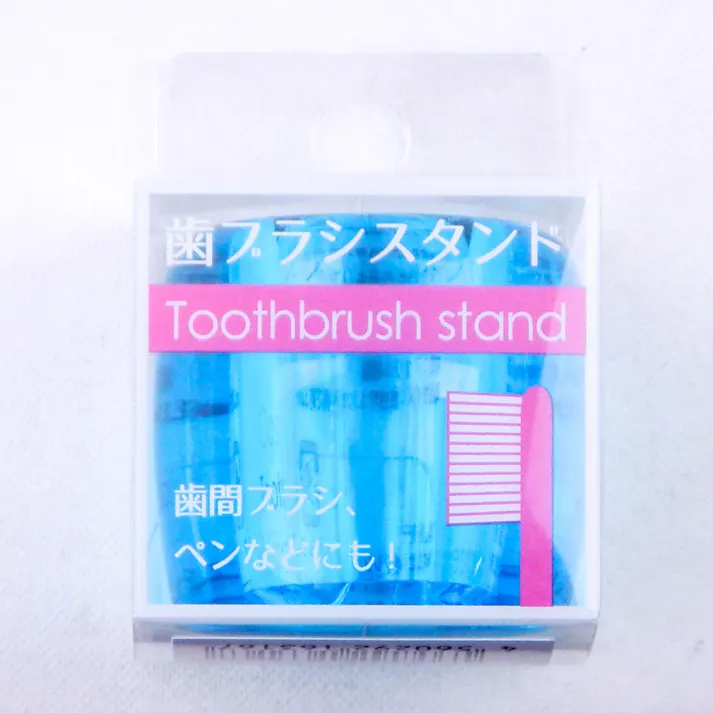 歯ブラシスタンド
Toothbrush stand
歯間ブラシ、
ペンなどにも!